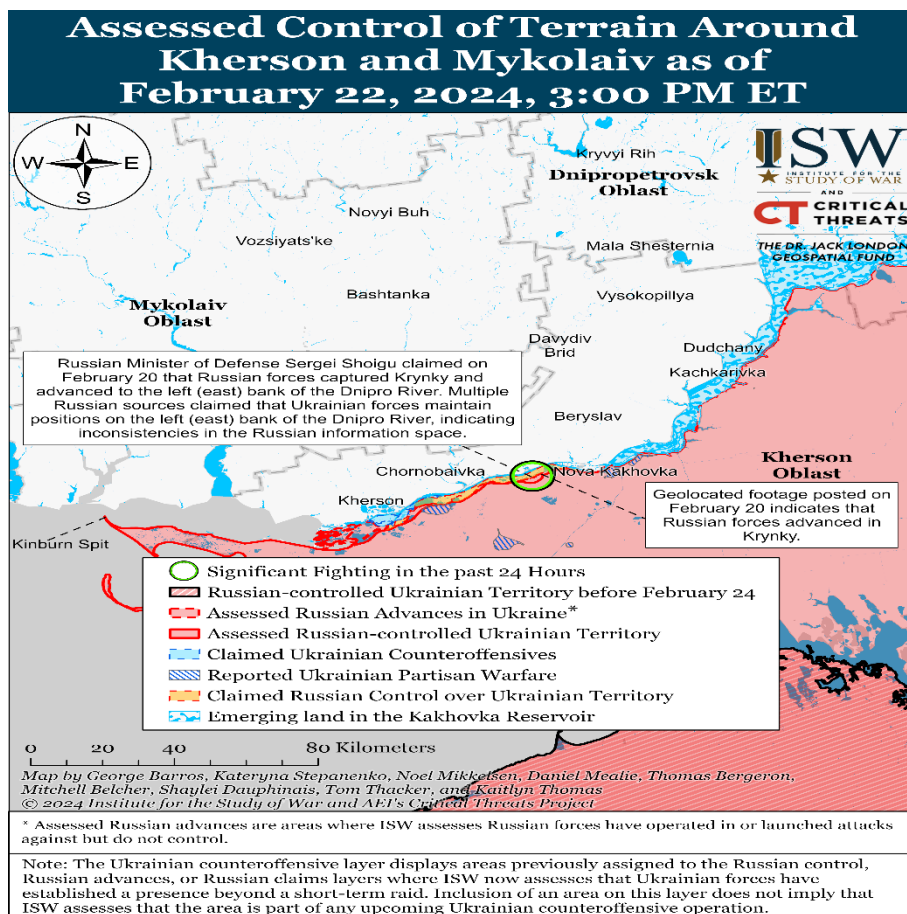 Assessed Control of Terrain Around
Kherson and Mykolaiv as of
February 22, 2024, 3:00 PM ET
N
W E
S
ISW
INSTITUTE FOR THE
STUDY OF WAR
AND
CT CRITICAL
THREATS
THE DR. JACK LONDON
GEOSPATIAL FUND
Kryvyi Rih
Dnipropetrovsk
Oblast
Novyi Buh
Vozsiyats'ke
Mala Shesternia
Bashtanka
Vysokopillya
Mykolaiv
Oblast
Davydiv
Brid
Dudchany
Kachkarivka
Russian Minister of Defense Sergei Shoigu claimed on
February 20 that Russian forces captured Krynky and
advanced to the left (east) bank of the Dnipro River. Multiple
Russian sources claimed that Ukrainian forces maintain
positions on the left (east) bank of the Dnipro River, indicating
inconsistencies in the Russian information space.
Beryslav
Chornobaivka
Nova Kakhovka
Kherson
Oblast
Kherson
Geolocated footage posted on
February 20 indicates that
Russian forces advanced in
Krynky.
Kinburn Spit
Significant Fighting in the past 24 Hours
Russian-controlled Ukrainian Territory before February 24
Assessed Russian Advances in Ukraine*
Assessed Russian-controlled Ukrainian Territory
Claimed Ukrainian Counteroffensives
Reported Ukrainian Partisan Warfare
Claimed Russian Control over Ukrainian Territory
Emerging land in the Kakhovka Reservoir
0 20 40 80 Kilometers
Map by George Barros, Kateryna Stepanenko, Noel Mikkelsen, Daniel Mealie, Thomas Bergeron,
Mitchell Belcher, Shaylei Dauphinais, Tom Thacker, and Kaitlyn Thomas
© 2024 Institute for the Study of War and AEI's Critical Threats Project
* Assessed Russian advances are areas where ISW assesses Russian forces have operated in or launched attacks
against but do not control.
Note: The Ukrainian counteroffensive layer displays areas previously assigned to the Russian control,
Russian advances, or Russian claims layers where ISW now assesses that Ukrainian forces have
established a presence beyond a short-term raid. Inclusion of an area on this layer does not imply that
ISW assesses that the area is part of any upcoming Ukrainian counteroffensive operation.